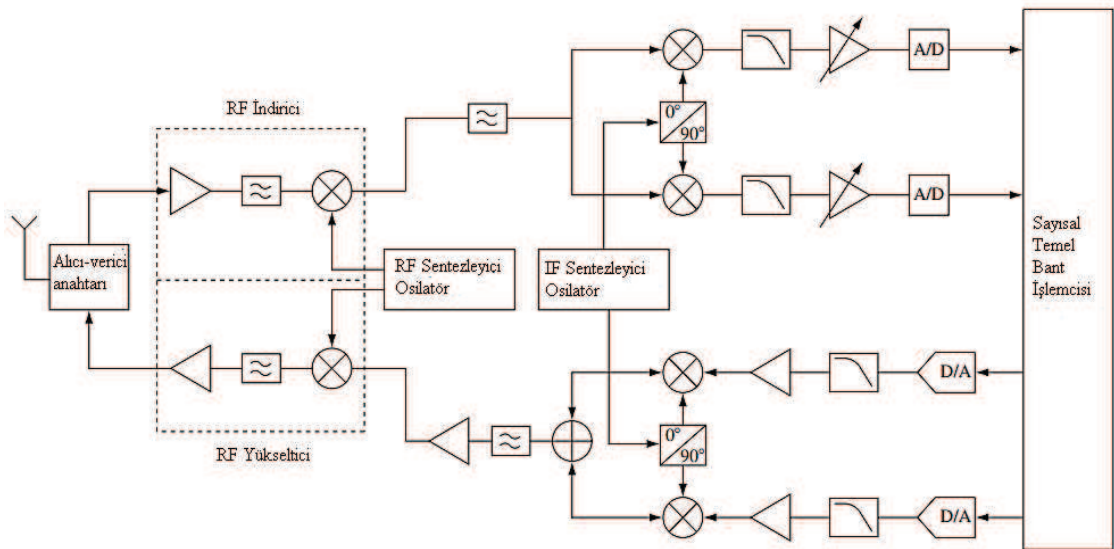 A/D
RF İndirici
0°
90°
A/D
Alıcı-verici
anahtarı
RF Sentezleyici
Osilatör
IF Sentezleyici
Osilatör
Sayısal
Temel
Bant
İşlemcisi
D/A
0°
90°
RF Yükseltici
D/A